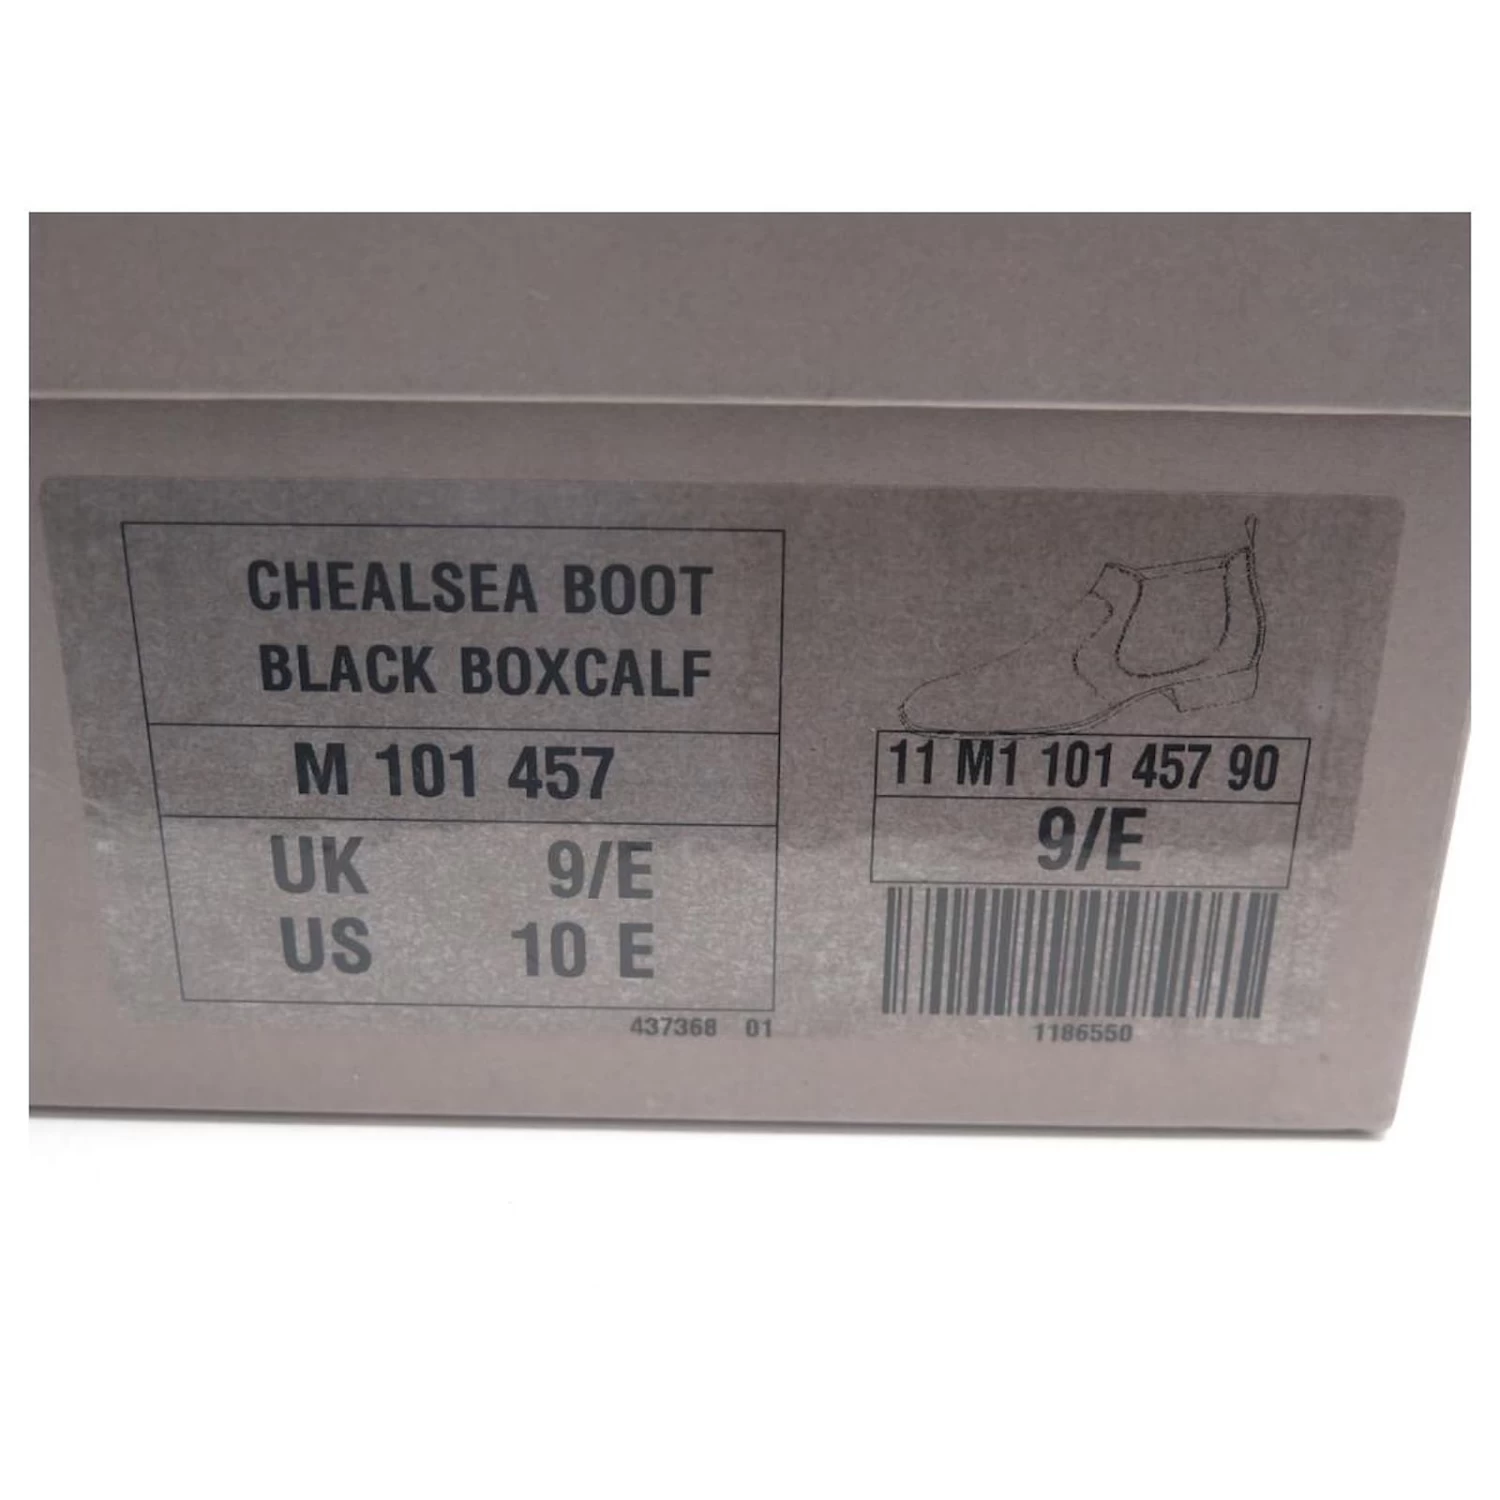 CHEALSEA BOOT
BLACK BOXCALF
M 101 457
UK 9/E
US 10 E
437368 01
11 M1 101 457 90
9/E
1186550